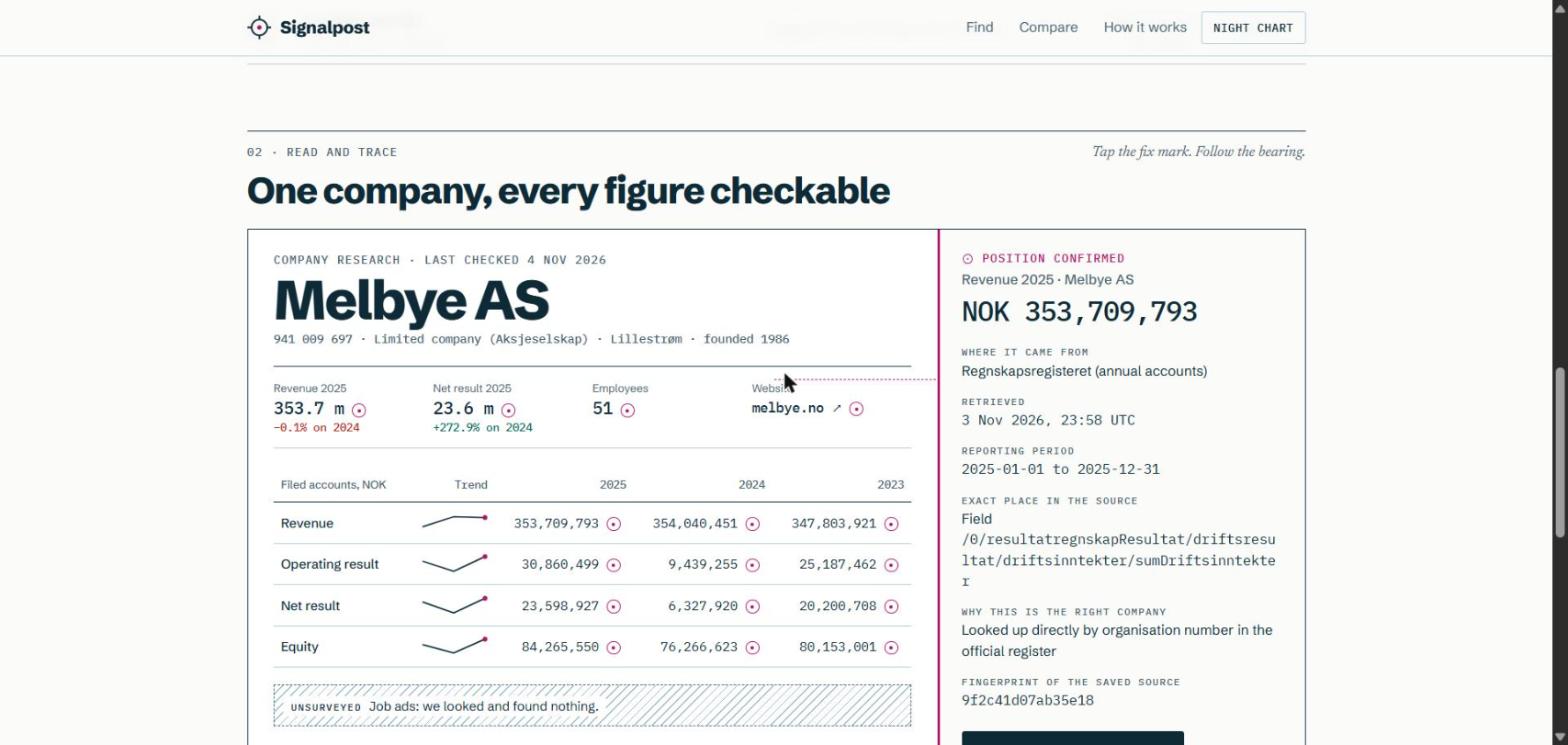 Signalpost
Find Compare How it works NIGHT CHART
02 · READ AND TRACE
Tap the fix mark. Follow the bearing.
One company, every figure checkable
COMPANY RESEARCH · LAST CHECKED 4 NOV 2026
Melbye AS
941 009 697 · Limited company (Aksjeselskap) · Lillestrøm · founded 1986
Revenue 2025 Net result 2025 Employees
353.7 m 23.6 m 51 melbye.no ↗
−0.1% on 2024 +272.9% on 2024
Filed accounts, NOK Trend 2025 2024 2023
Revenue 353,709,793 354,040,451 347,803,921
Operating result 30,860,499 9,439,255 25,187,462
Net result 23,598,927 6,327,920 20,200,708
Equity 84,265,550 76,266,623 80,153,001
UNSURVEYED Job ads: we looked and found nothing.
POSITION CONFIRMED
Revenue 2025 · Melbye AS
NOK 353,709,793
WHERE IT CAME FROM
Regnskapsregisteret (annual accounts)
RETRIEVED
3 Nov 2026, 23:58 UTC
REPORTING PERIOD
2025-01-01 to 2025-12-31
EXACT PLACE IN THE SOURCE
Field
/0/resultatregnskapResultat/driftsresu
ltat/driftsinntekter/sumDriftsinntekte
r
WHY THIS IS THE RIGHT COMPANY
Looked up directly by organisation number in the
official register
FINGERPRINT OF THE SAVED SOURCE
9f2c41d07ab35e18